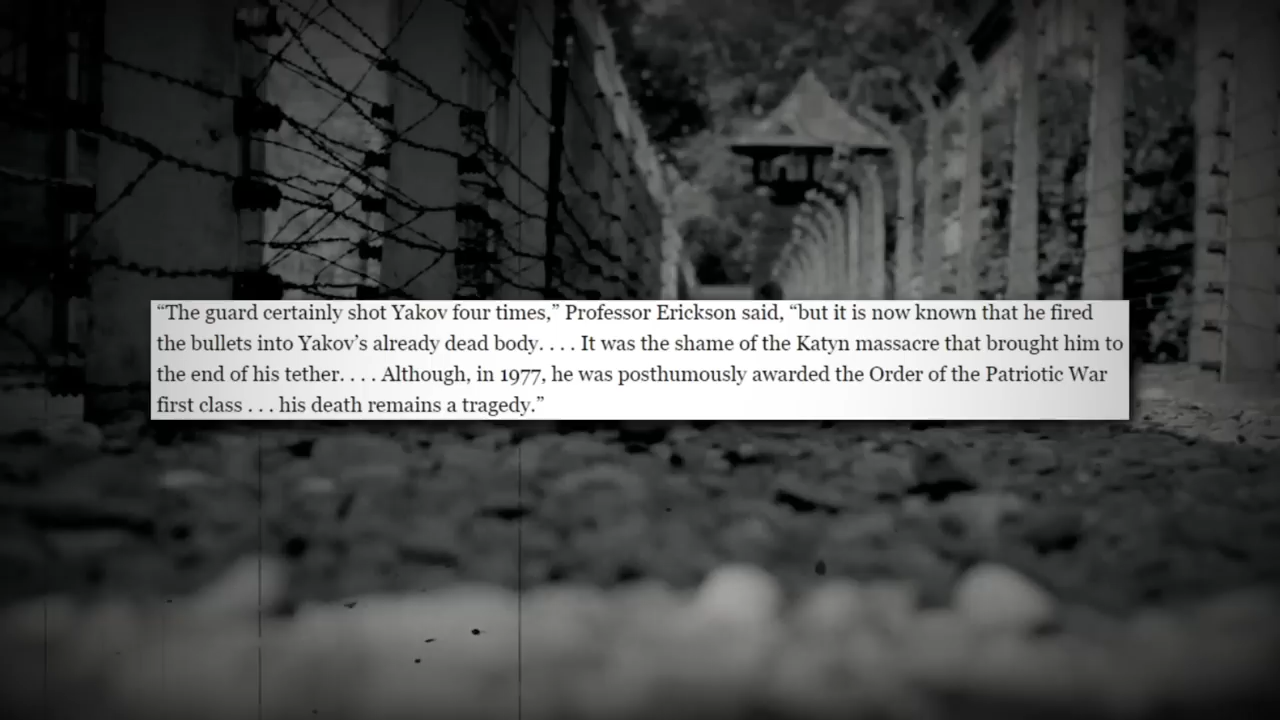 “The guard certainly shot Yakov four times,” Professor Erickson said, “but it is now known that he fired
the bullets into Yakov’s already dead body. . . . It was the shame of the Katyn massacre that brought him to
the end of his tether. . . . Although, in 1977, he was posthumously awarded the Order of the Patriotic War
first class . . . his death remains a tragedy.”